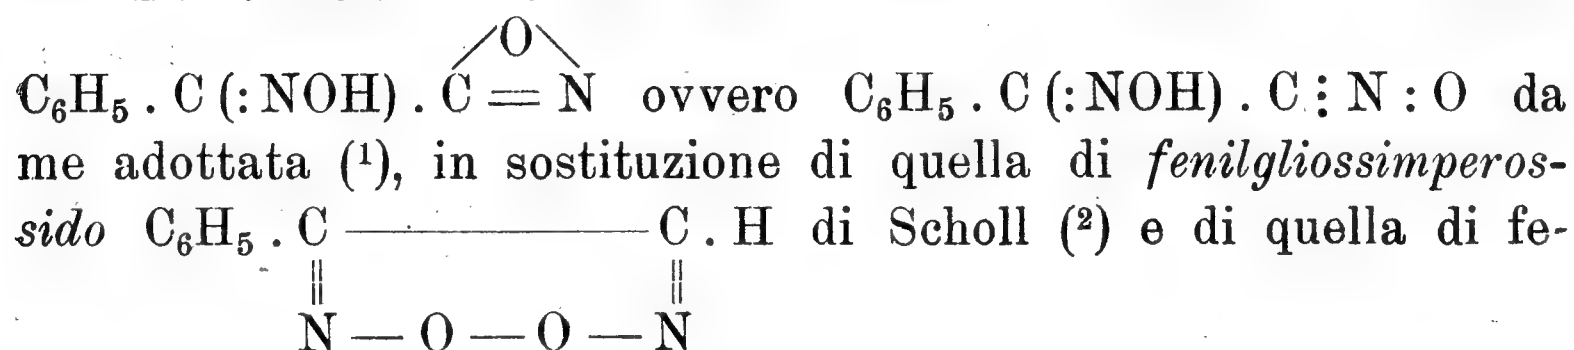 O
C₆H₅ . C (: NOH) . C = N ovvero C₆H₅ . C (: NOH) . C ⋮ N : O da
me adottata (¹), in sostituzione di quella di fenilgliossimperos-
sido C₆H₅ . C ——— C . H di Scholl (²) e di quella di fe-
‖ ‖
N — O — O — N